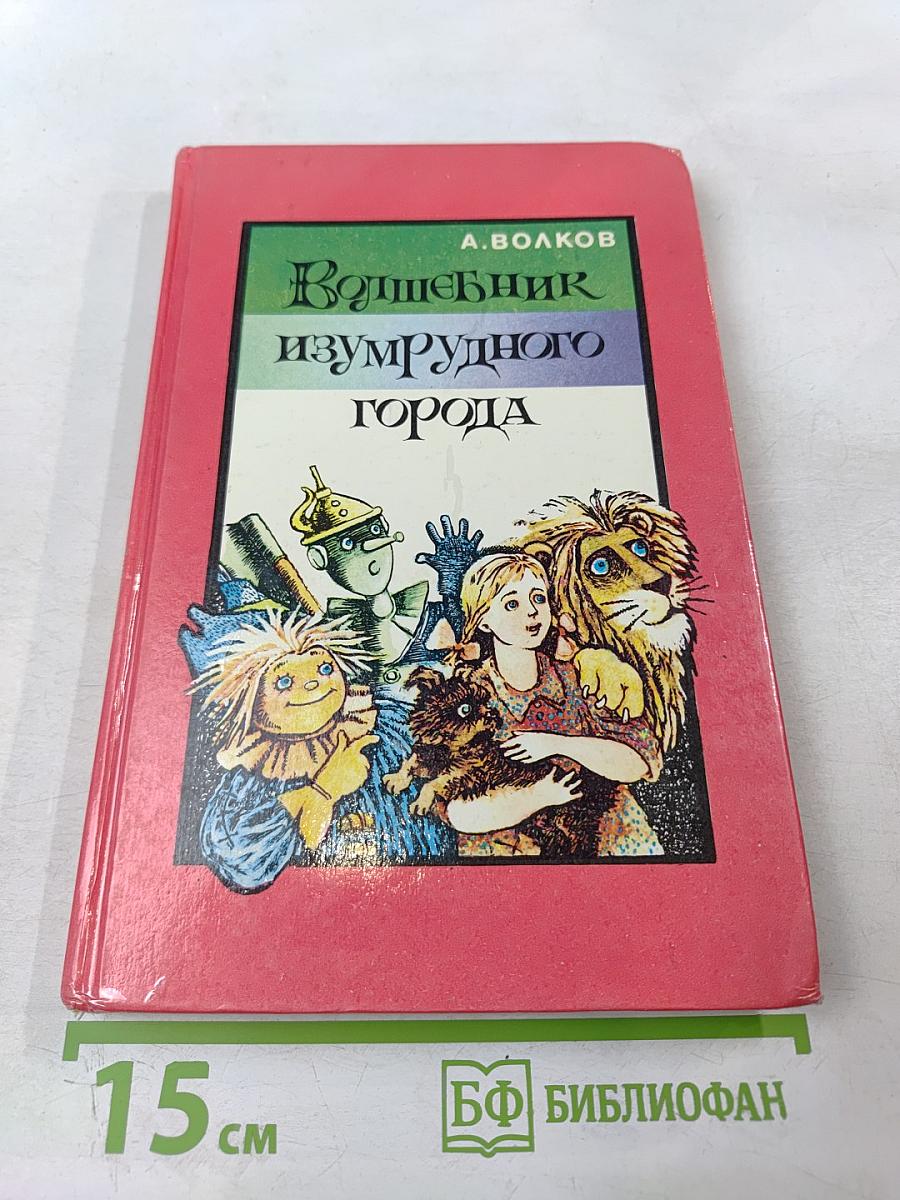 А.ВОЛКОВ
Волшебник
изумрудного
города
15 см
БФ БИБЛИОФАН